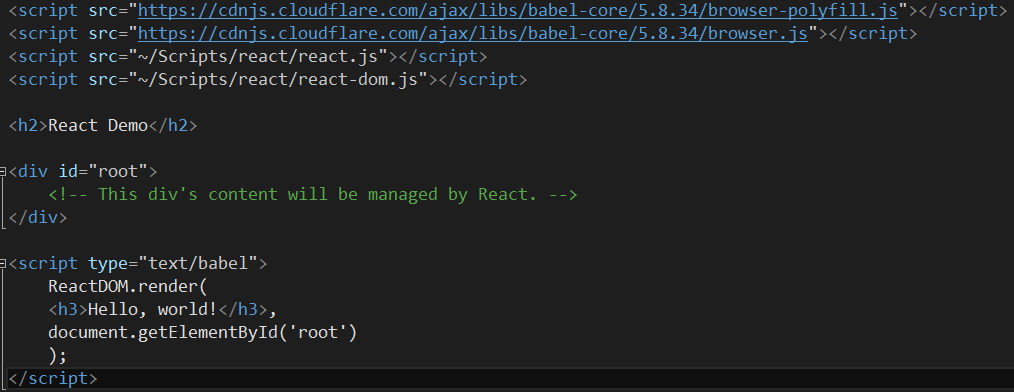 <script src="https://cdnjs.cloudflare.com/ajax/libs/babel-core/5.8.34/browser-polyfill.js"></script>
<script src="https://cdnjs.cloudflare.com/ajax/libs/babel-core/5.8.34/browser.js"></script>
<script src="~/Scripts/react/react.js"></script>
<script src="~/Scripts/react/react-dom.js"></script>
<h2>React Demo</h2>
<div id="root">
<!-- This div's content will be managed by React. -->
</div>
<script type="text/babel">
ReactDOM.render(
<h3>Hello, world!</h3>,
document.getElementById('root')
);
</script>